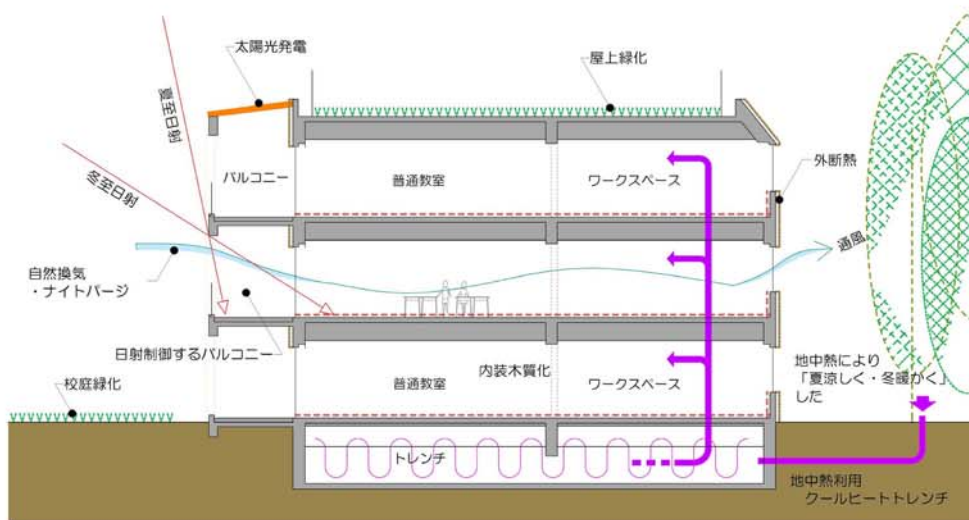 太陽光発電
屋上緑化
夏至日射
冬至日射
バルコニー
普通教室
ワークスペース
外断熱
通風
自然換気
・ナイトパージ
日射制御するバルコニー
内装木質化
普通教室
ワークスペース
校庭緑化
地中熱により
「夏涼しく・冬暖かく」
した
トレンチ
地中熱利用
クールヒートトレンチ